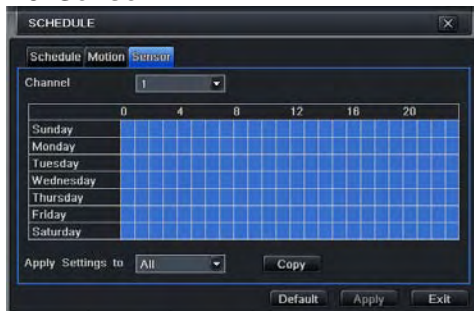 SCHEDULE
Schedule Motion Sensor
Channel 1
0 4 8 12 16 20
Sunday
Monday
Tuesday
Wednesday
Thursday
Friday
Saturday
Apply Settings to All Copy
Default Apply Exit